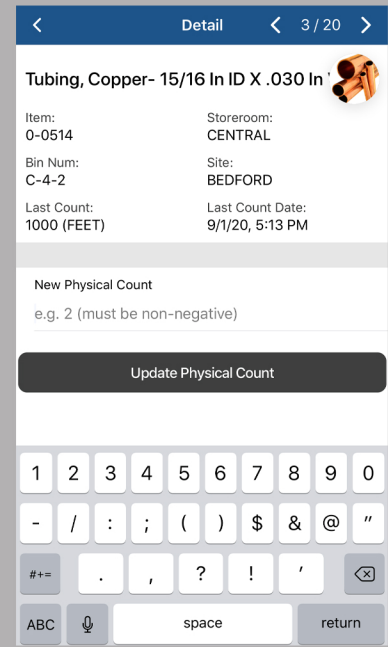 Detail
3 / 20
Tubing, Copper- 15/16 In ID X .030 In
Item:
0-0514
Storeroom:
CENTRAL
Bin Num:
C-4-2
Site:
BEDFORD
Last Count:
1000 (FEET)
Last Count Date:
9/1/20, 5:13 PM
New Physical Count
e.g. 2 (must be non-negative)
Update Physical Count
1 2 3 4 5 6 7 8 9 0
- / : ; ( ) $ & @ "
#+= . , ? ! '
ABC space return